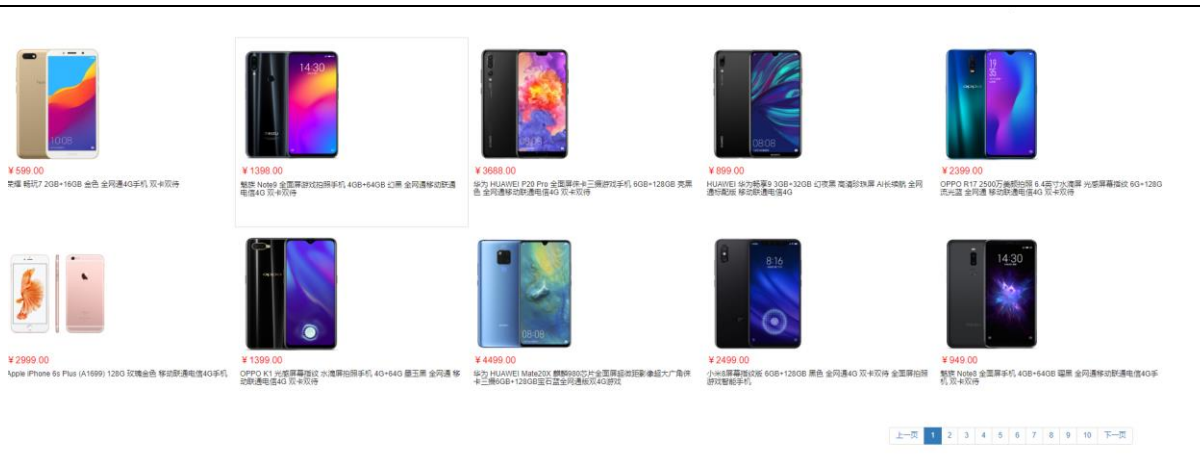 ¥599.00
荣耀 畅玩7 2GB+16GB 金色 全网通4G手机 双卡双待
14:30
¥1398.00
魅族 Note9 全面屏游戏拍照手机 4GB+64GB 幻黑 全网通移动联通
电信4G 双卡双待
¥3688.00
华为 HUAWEI P20 Pro 全面屏徕卡三摄游戏手机 6GB+128GB 亮黑
色 全网通移动联通电信4G 双卡双待
08:08
¥899.00
HUAWEI 华为畅享9 3GB+32GB 幻夜黑 高清珍珠屏 AI长续航 全网
通标配版 移动联通电信4G
¥2399.00
OPPO R17 2500万美颜拍照 6.4英寸水滴屏 光感屏幕指纹 6G+128G
流光蓝 全网通 移动联通电信4G 双卡双待
10:08
¥2999.00
Apple iPhone 6s Plus (A1699) 128G 玫瑰金色 移动联通电信4G手机
¥1399.00
OPPO K1 光感屏幕指纹 水滴屏拍照手机 4G+64G 墨玉黑 全网通 移
动联通电信4G 双卡双待
08:08
¥4499.00
华为 HUAWEI Mate20X 麒麟980芯片全面屏超微距影像超大广角徕
卡三摄6GB+128GB宝石蓝全网通版双4G游戏
8:16
¥2499.00
小米8屏幕指纹版 6GB+128GB 黑色 全网通4G 双卡双待 全面屏拍照
游戏智能手机
14:30
¥949.00
魅族 Note8 全面屏手机 4GB+64GB 曜黑 全网通移动联通电信4G手
机 双卡双待
上一页 1 2 3 4 5 6 7 8 9 10 下一页